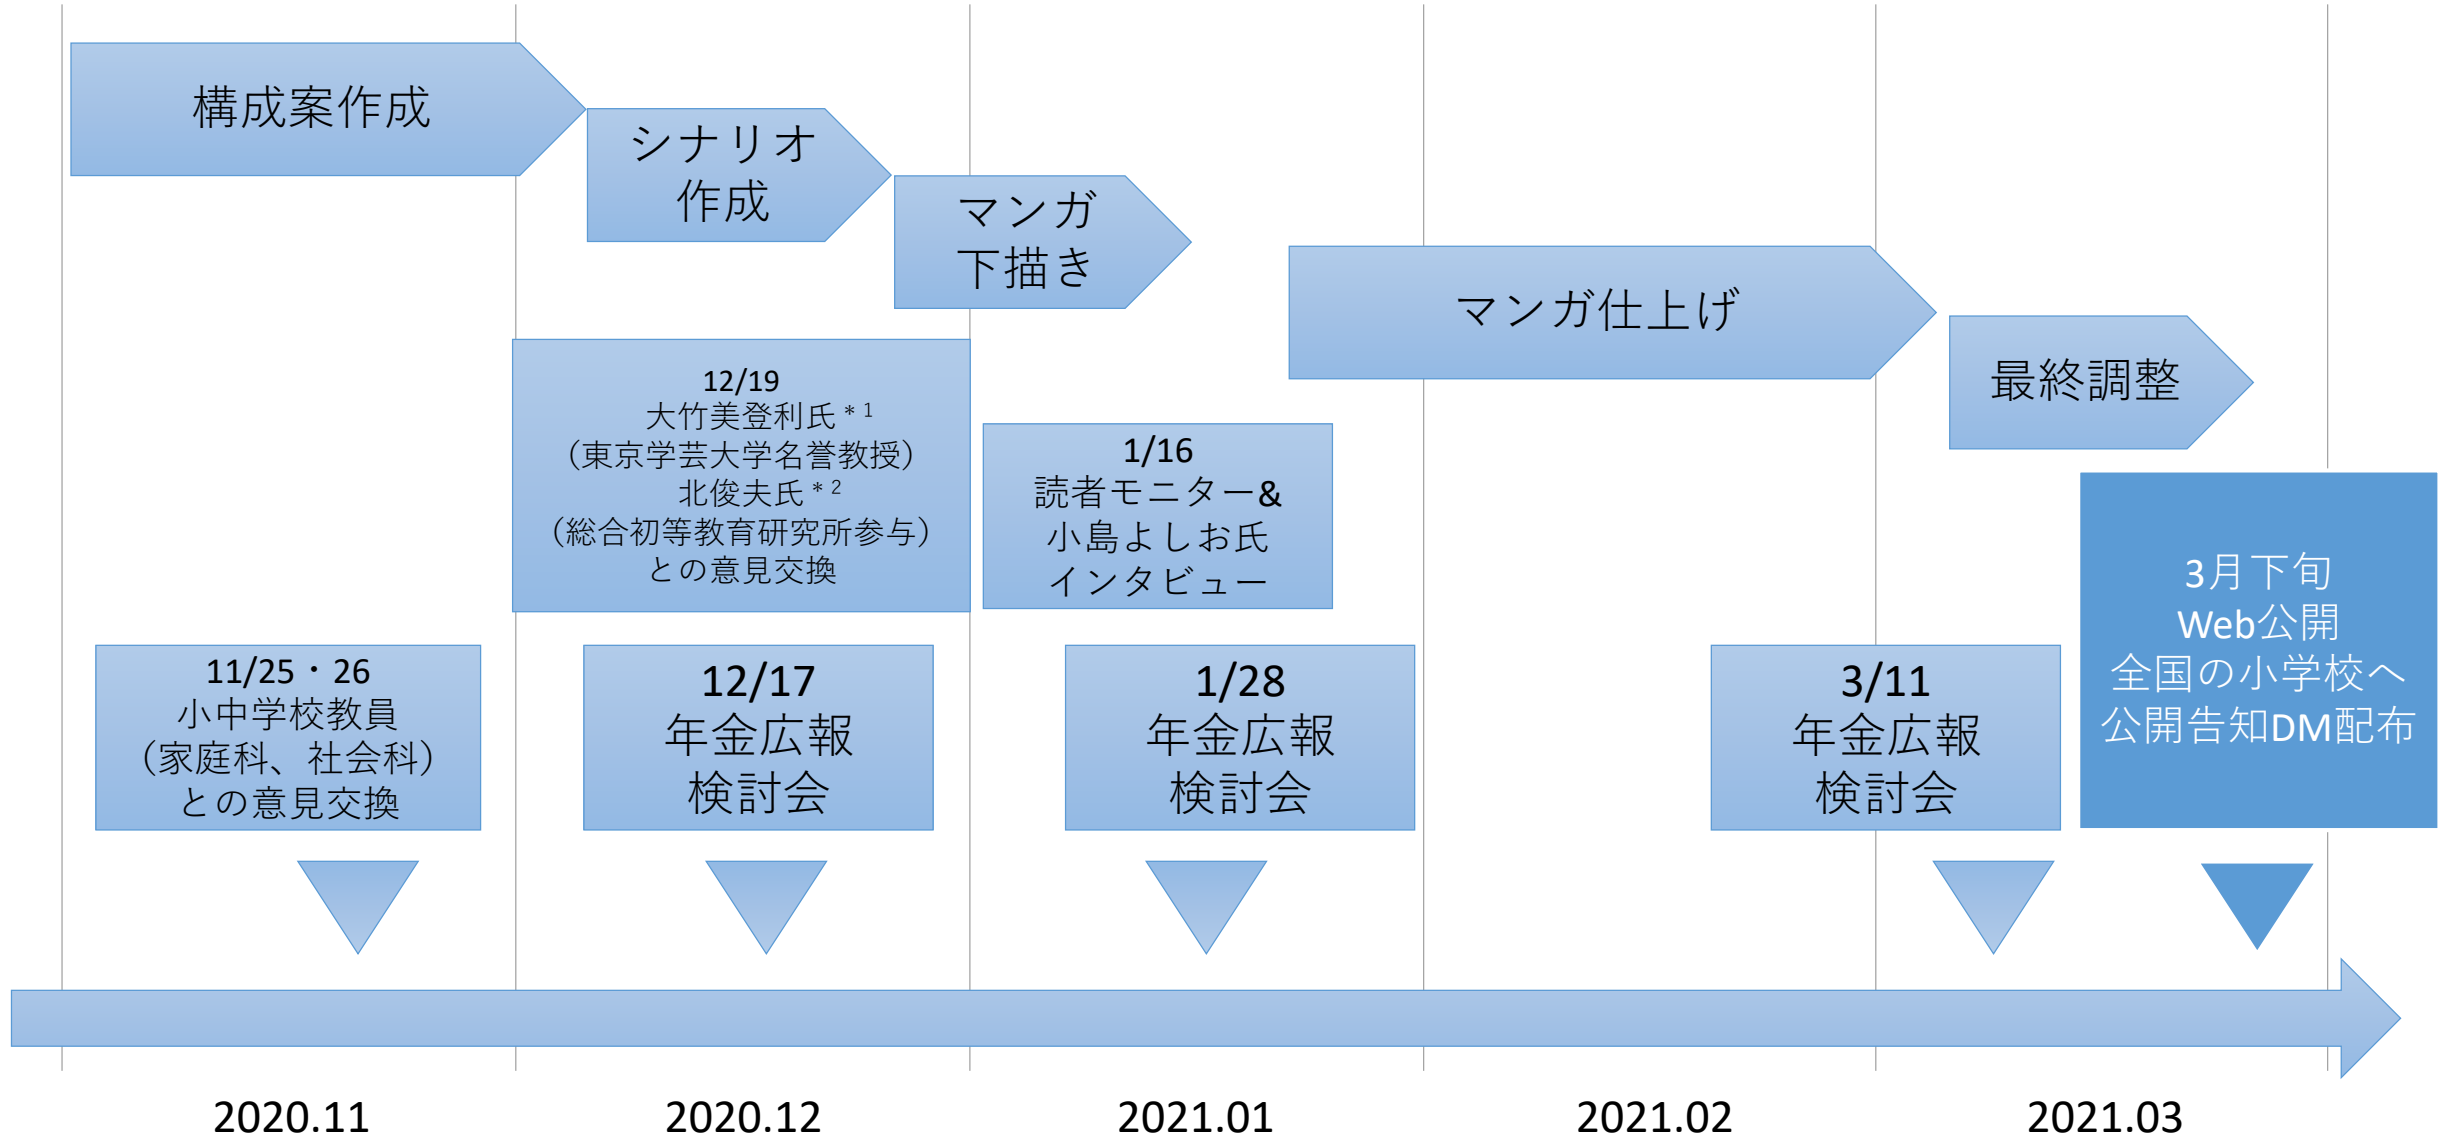 構成案作成
シナリオ
作成
マンガ
下描き
マンガ仕上げ
最終調整
12/19
大竹美登利氏＊1
（東京学芸大学名誉教授）
北俊夫氏＊2
（総合初等教育研究所参与）
との意見交換
1/16
読者モニター&
小島よしお氏
インタビュー
11/25・26
小中学校教員
（家庭科、社会科）
との意見交換
12/17
年金広報
検討会
1/28
年金広報
検討会
3/11
年金広報
検討会
3月下旬
Web公開
全国の小学校へ
公開告知DM配布
2020.11
2020.12
2021.01
2021.02
2021.03